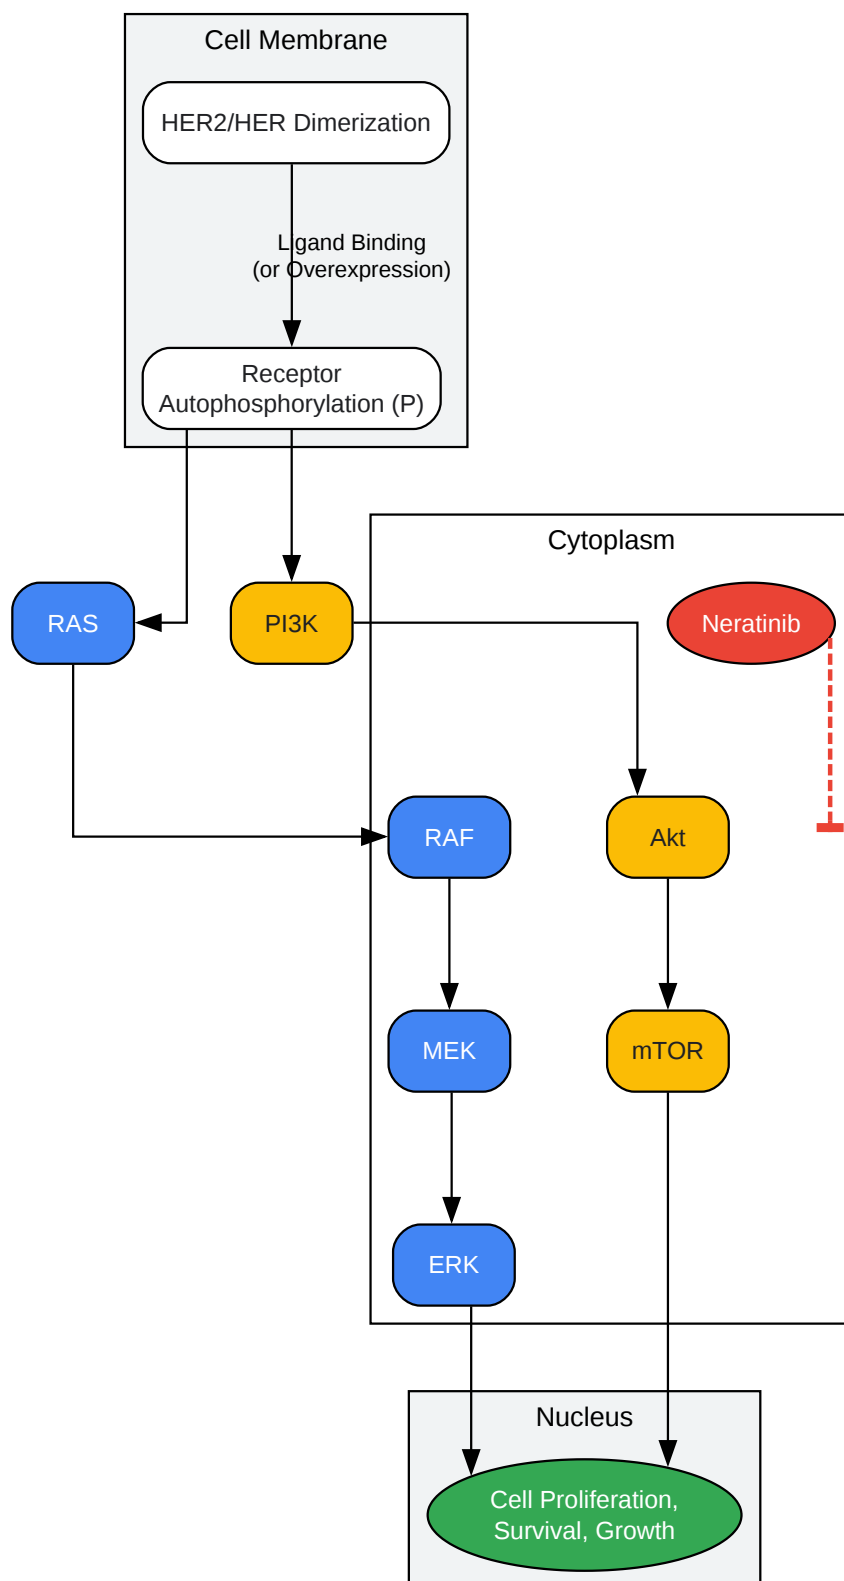 Cell Membrane
HER2/HER Dimerization
Ligand Binding
(or Overexpression)
Receptor
Autophosphorylation (P)
Cytoplasm
RAS
PI3K
Neratinib
RAF
Akt
MEK
mTOR
ERK
Nucleus
Cell Proliferation,
Survival, Growth